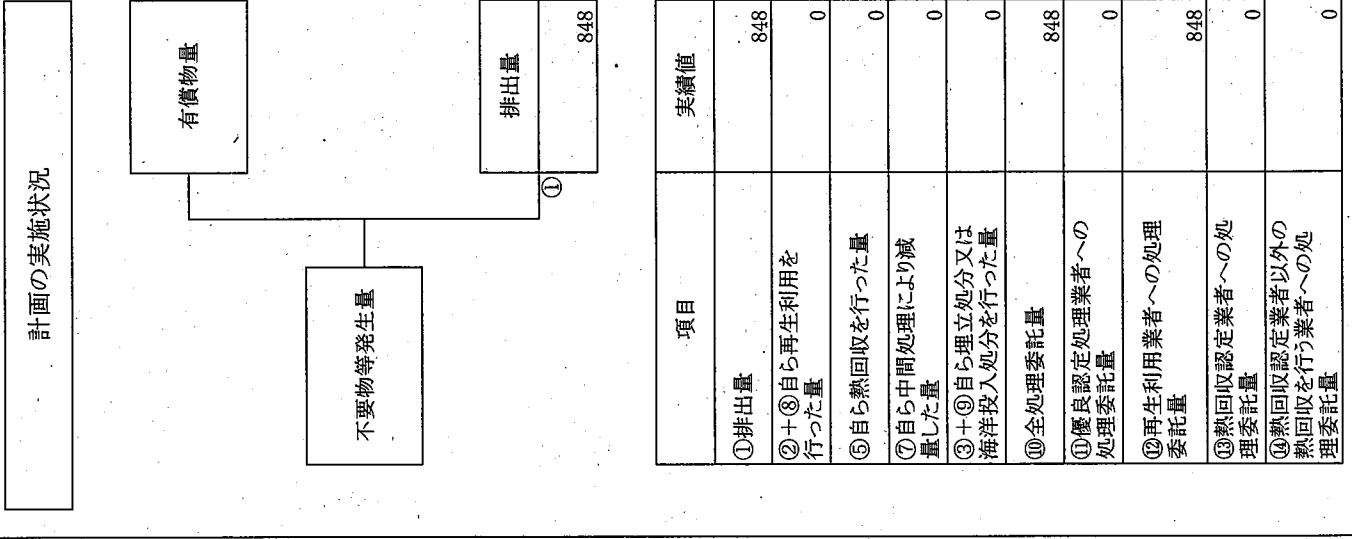 計画の実施状況
有償物量
不要物等発生量
排出量
①
848
項目
実績値
①排出量
848
②+⑧自ら再生利用を
行った量
0
⑤自ら熱回収を行った量
0
⑦自ら中間処理により減
量した量
0
③+⑨自ら埋立処分又は
海洋投入処分を行った量
0
⑩全処理委託量
848
⑪優良認定処理業者への
処理委託量
0
⑫再生利用業者への処理
委託量
848
⑬熱回収認定業者への処
理委託量
0
⑭熱回収認定業者以外の
熱回収を行う業者への処
理委託量
0